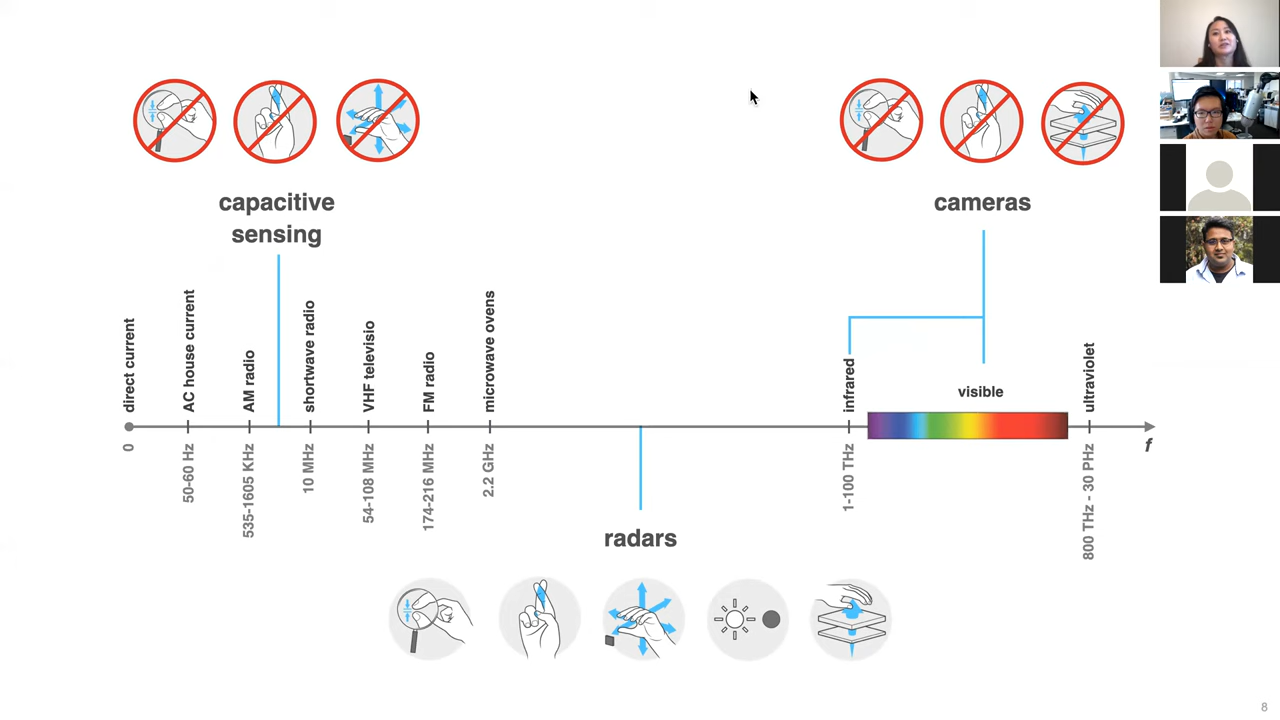 capacitive
sensing
cameras
direct current
AC house current
AM radio
shortwave radio
VHF televisio
FM radio
microwave ovens
infrared
visible
ultraviolet
0
50-60 Hz
535-1605 KHz
10 MHz
54-108 MHz
174-216 MHz
2.2 GHz
1-100 THz
800 THz - 30 PHz
f
radars
8